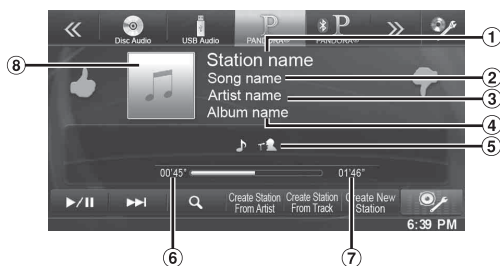 Disc Audio USB Audio PANDORA PANDORA
1
Station name
8
Song name 2
Artist name 3
Album name 4
5
00'45" 01'46"
Create Station From Artist Create Station From Track Create New Station
6:39 PM
6 7